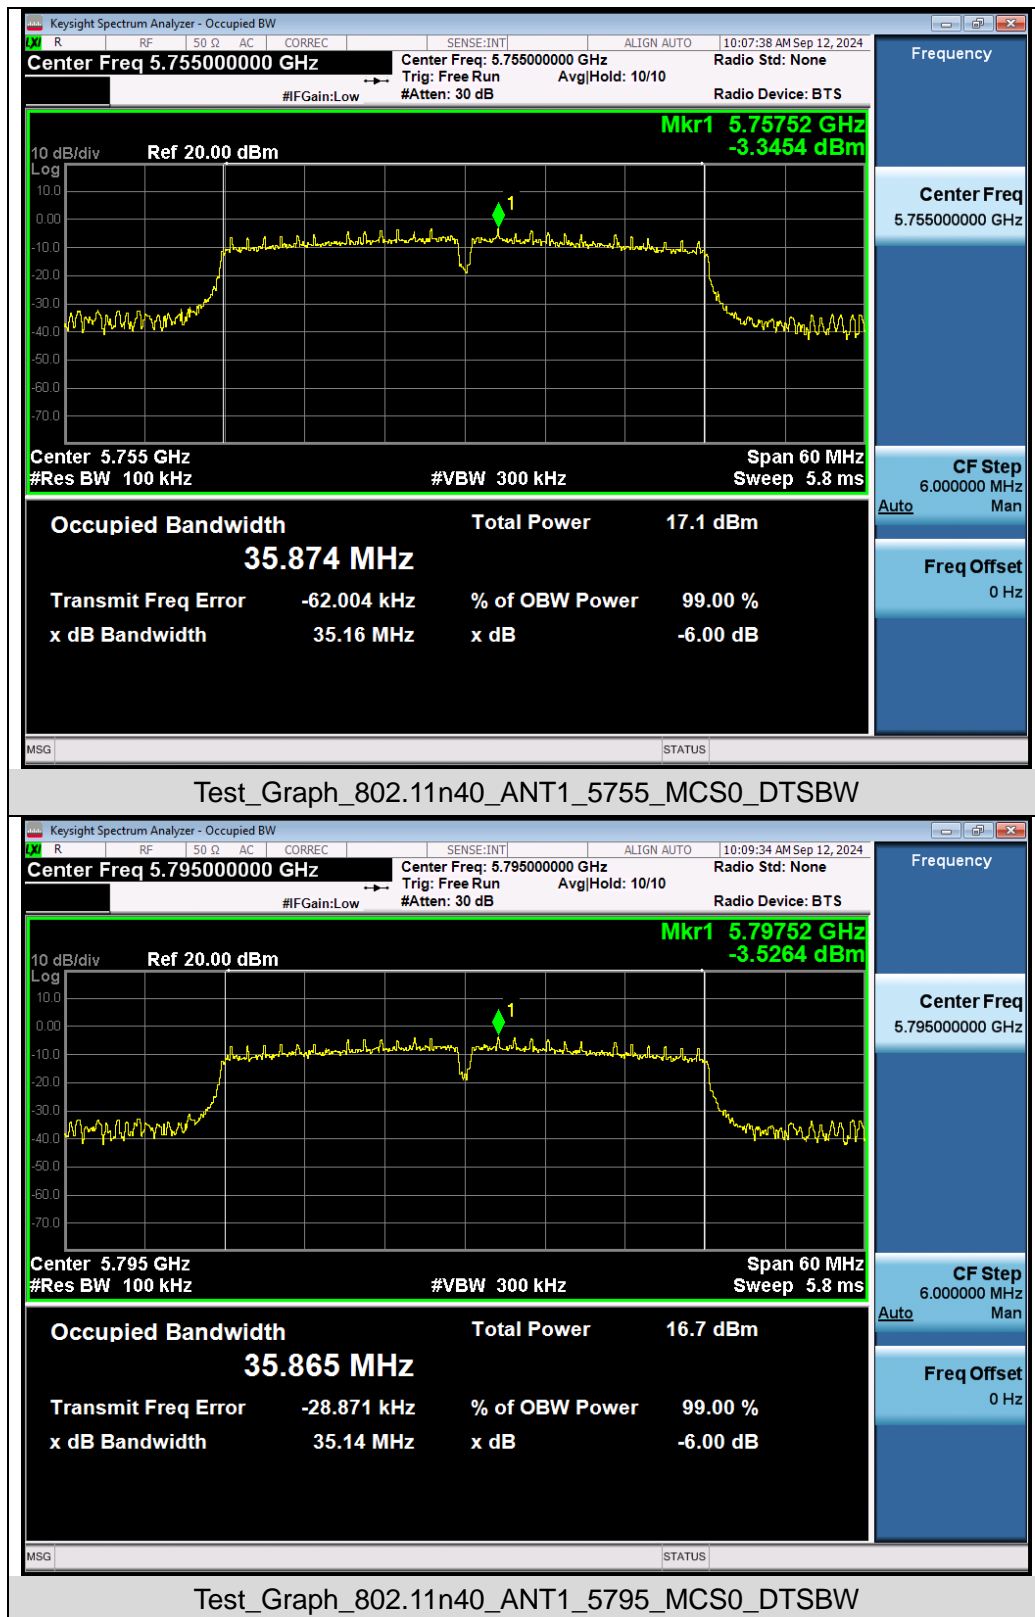 Keysight Spectrum Analyzer - Occupied BW
LXI R RF 50 Ω AC CORREC SENSE:INT ALIGN AUTO 10:07:38 AM Sep 12, 2024
Center Freq 5.755000000 GHz
Center Freq: 5.755000000 GHz
Radio Std: None
Trig: Free Run Avg|Hold: 10/10
#IFGain:Low
#Atten: 30 dB
Radio Device: BTS
Frequency
Mkr1 5.75752 GHz
-3.3454 dBm
10 dB/div Ref 20.00 dBm
Log
10.0
0.00
-10.0
-20.0
-30.0
-40.0
-50.0
-60.0
-70.0
1
Center Freq
5.755000000 GHz
Center 5.755 GHz
Span 60 MHz
#Res BW 100 kHz
#VBW 300 kHz
Sweep 5.8 ms
CF Step
6.000000 MHz
Auto Man
Occupied Bandwidth
Total Power 17.1 dBm
35.874 MHz
Freq Offset
0 Hz
Transmit Freq Error -62.004 kHz % of OBW Power 99.00 %
x dB Bandwidth 35.16 MHz x dB -6.00 dB
MSG STATUS
Test_Graph_802.11n40_ANT1_5755_MCS0_DTSBW
Keysight Spectrum Analyzer - Occupied BW
LXI R RF 50 Ω AC CORREC SENSE:INT ALIGN AUTO 10:09:34 AM Sep 12, 2024
Center Freq 5.795000000 GHz
Center Freq: 5.795000000 GHz
Radio Std: None
Trig: Free Run Avg|Hold: 10/10
#IFGain:Low
#Atten: 30 dB
Radio Device: BTS
Frequency
Mkr1 5.79752 GHz
-3.5264 dBm
10 dB/div Ref 20.00 dBm
Log
10.0
0.00
-10.0
-20.0
-30.0
-40.0
-50.0
-60.0
-70.0
1
Center Freq
5.795000000 GHz
Center 5.795 GHz
Span 60 MHz
#Res BW 100 kHz
#VBW 300 kHz
Sweep 5.8 ms
CF Step
6.000000 MHz
Auto Man
Occupied Bandwidth
Total Power 16.7 dBm
35.865 MHz
Freq Offset
0 Hz
Transmit Freq Error -28.871 kHz % of OBW Power 99.00 %
x dB Bandwidth 35.14 MHz x dB -6.00 dB
MSG STATUS
Test_Graph_802.11n40_ANT1_5795_MCS0_DTSBW